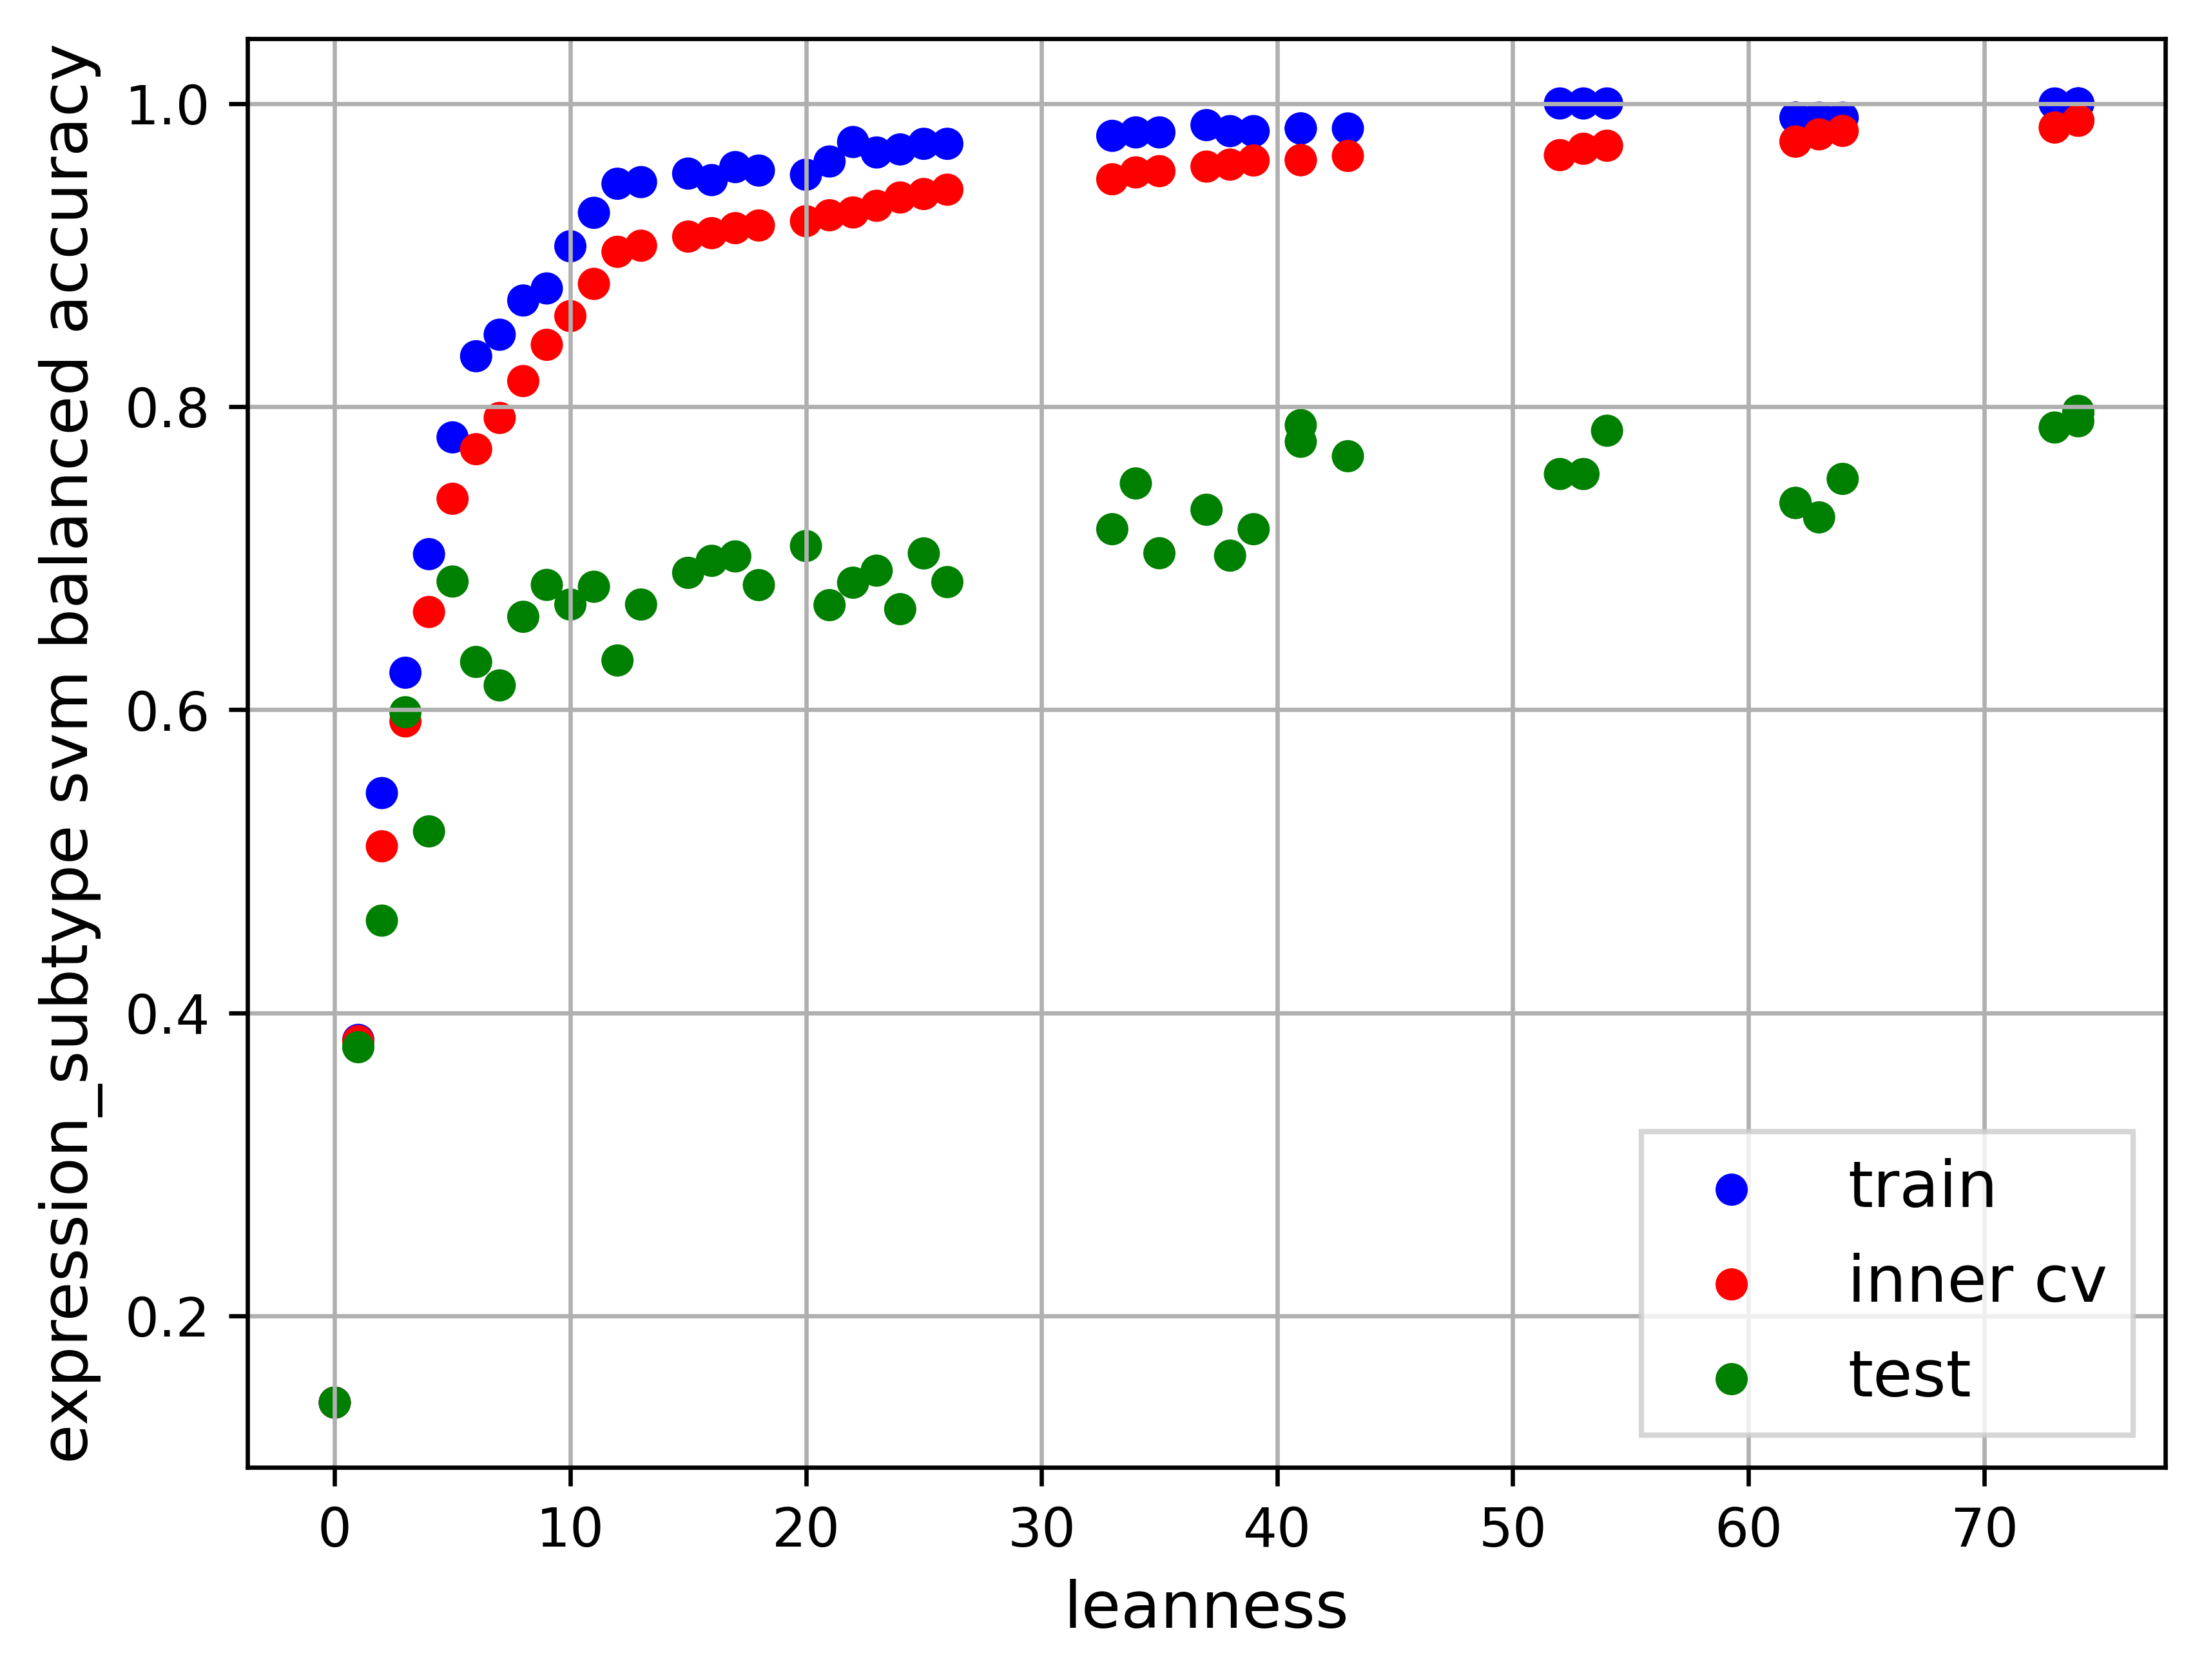 expression_subtype svm balanced accuracy
1.0
0.8
0.6
0.4
0.2
0 10 20 30 40 50 60 70
leanness
train
inner cv
test